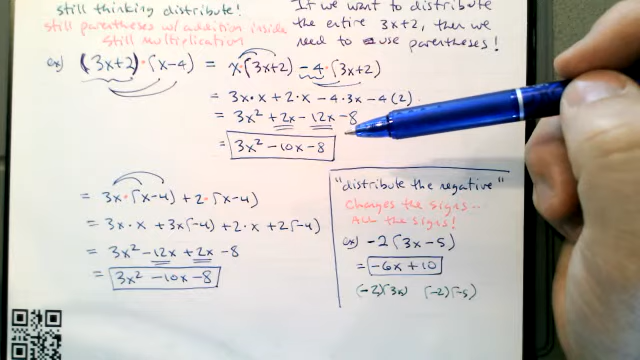 still thinking distribute!
still parentheses w/ addition inside
still multiplication
If we want to distribute
the entire 3x+2, then we
need to use parentheses!
ex) (3x+2)·(x-4) = x·(3x+2) -4·(3x+2)
= 3x·x + 2·x - 4·3x - 4(2)
= 3x² + 2x - 12x - 8
= 3x² - 10x - 8
= 3x·(x-4) + 2·(x-4)
= 3x·x + 3x(-4) + 2·x + 2(-4)
= 3x² - 12x + 2x - 8
= 3x² - 10x - 8
"distribute the negative"
Changes the signs...
ALL the signs!
ex) -2(3x-5)
= -6x+10
(-2)(3x) (-2)(-5)